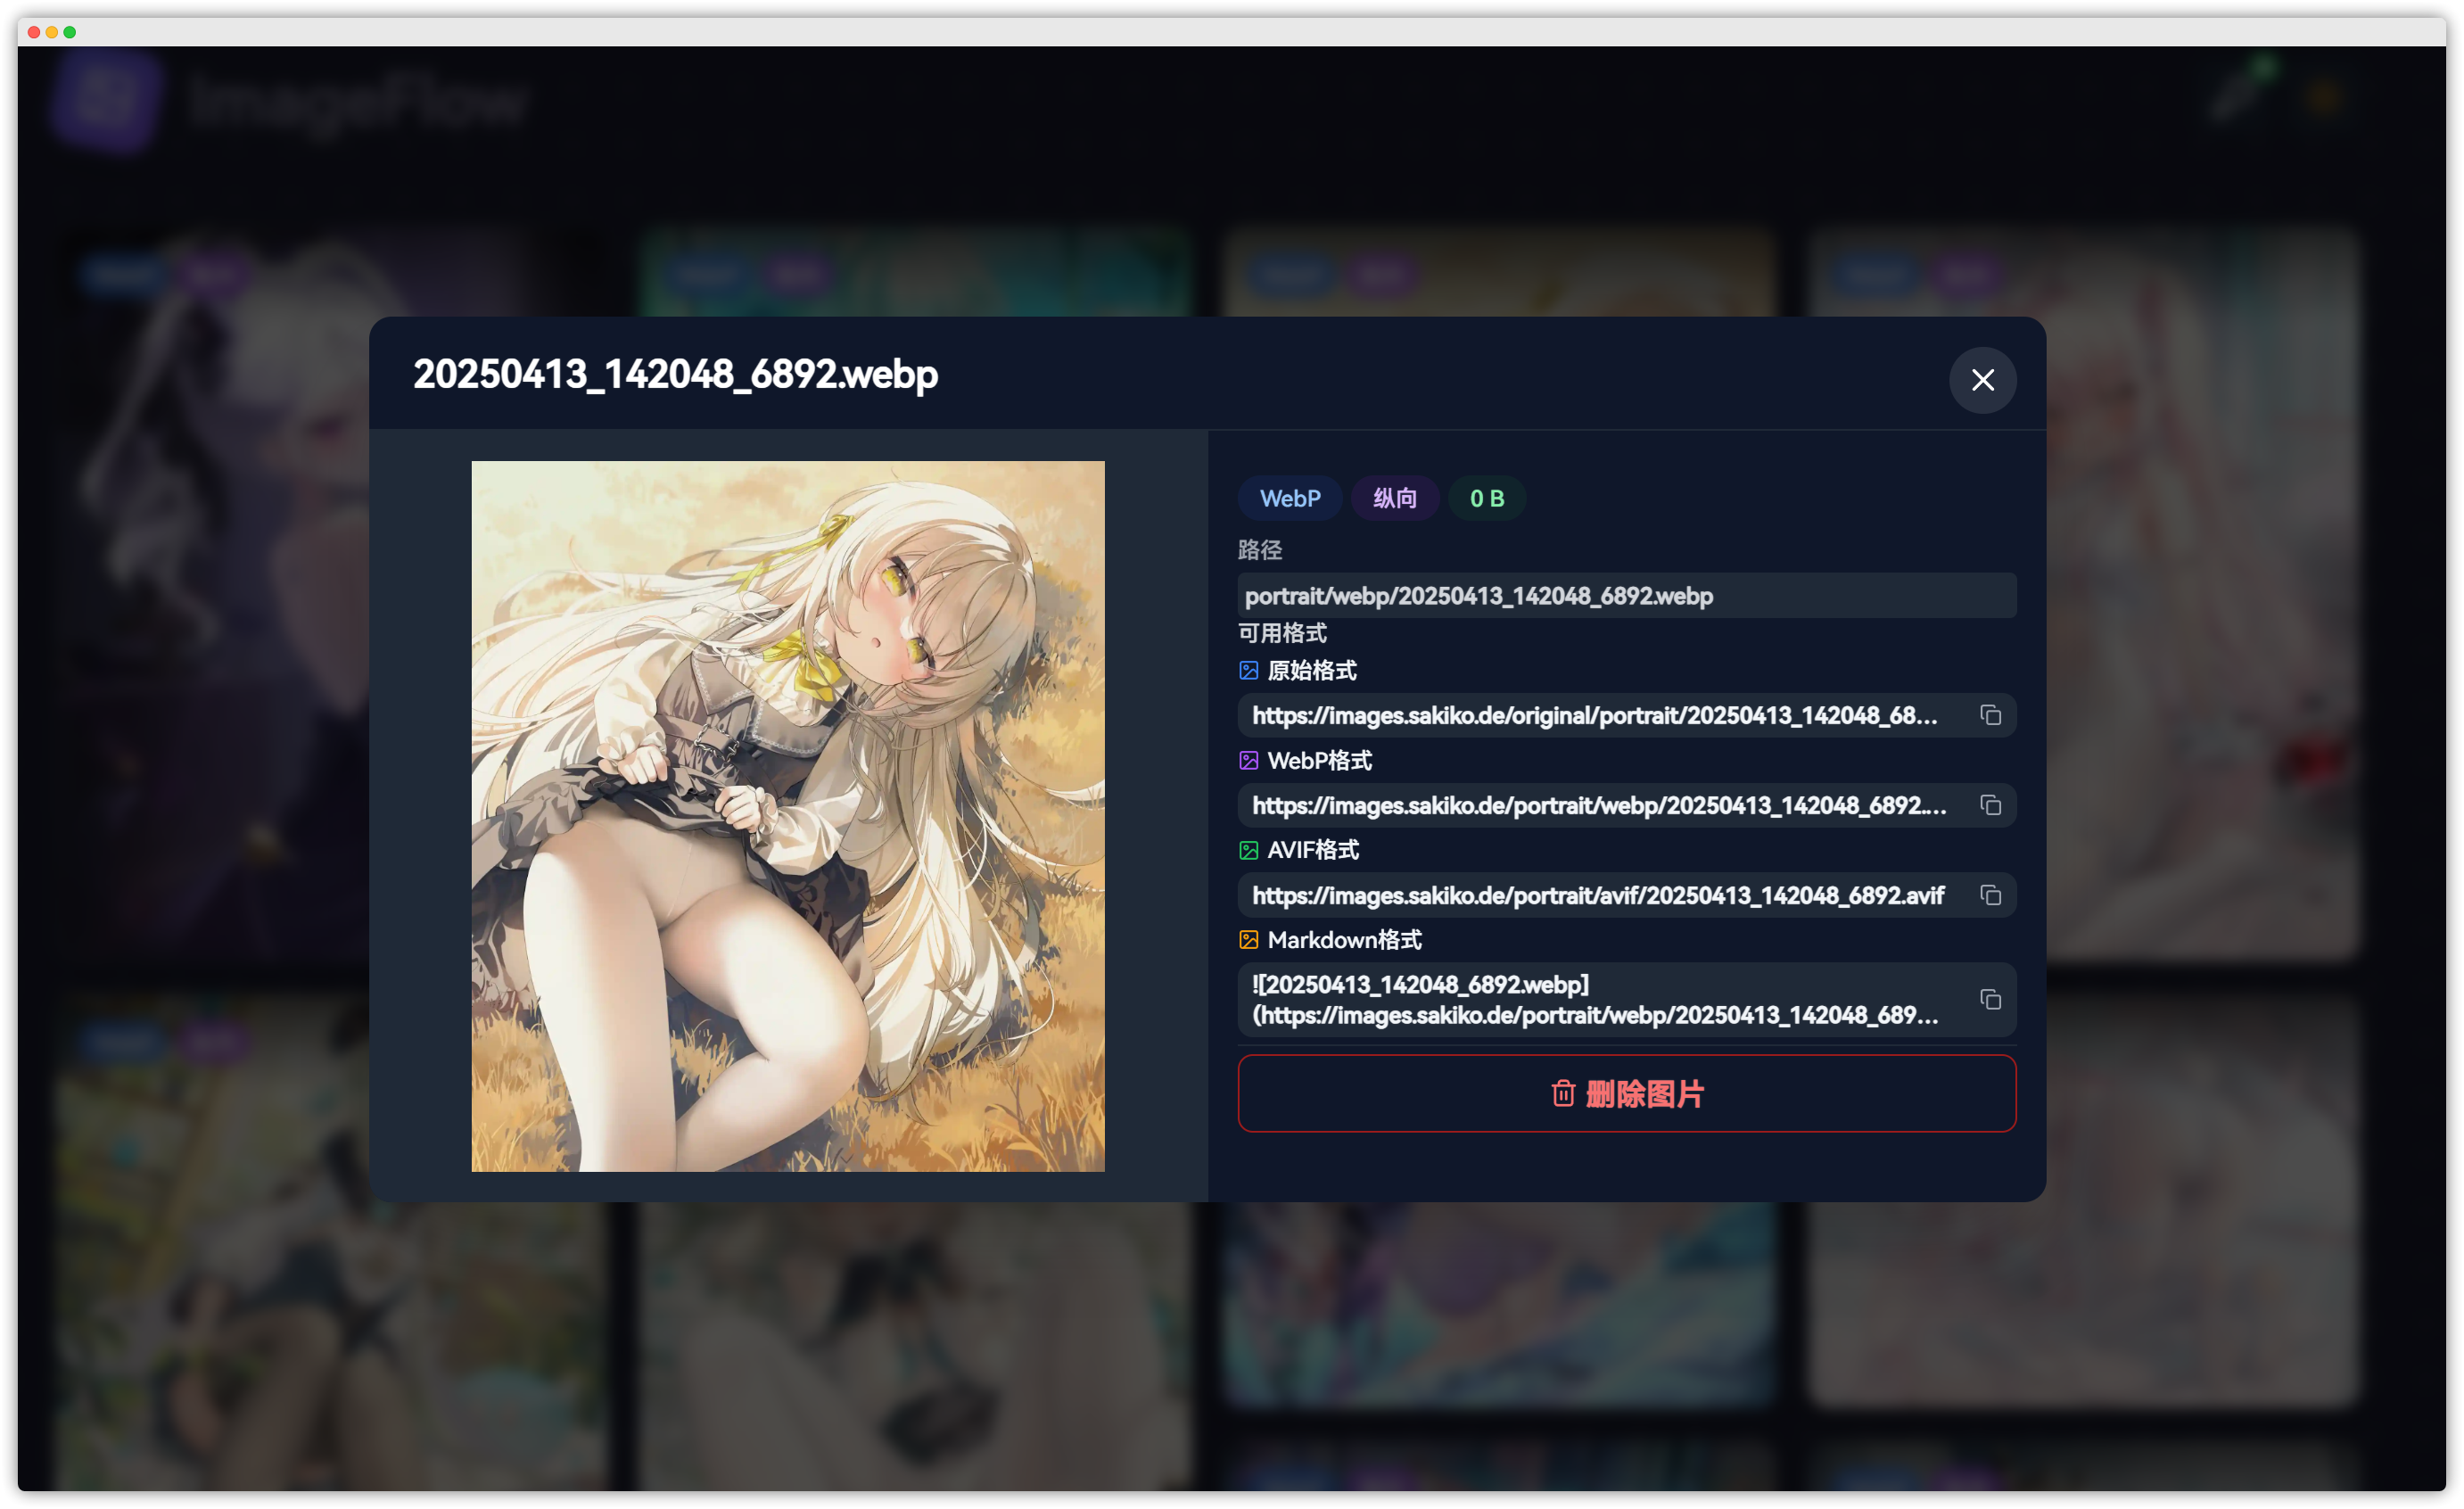 ImageFlow
20250413_142048_6892.webp
WebP 纵向 0 B
路径
portrait/webp/20250413_142048_6892.webp
可用格式
原始格式
https://images.sakiko.de/original/portrait/20250413_142048_68...
WebP格式
https://images.sakiko.de/portrait/webp/20250413_142048_6892....
AVIF格式
https://images.sakiko.de/portrait/avif/20250413_142048_6892.avif
Markdown格式
![20250413_142048_6892.webp]
(https://images.sakiko.de/portrait/webp/20250413_142048_689...
删除图片